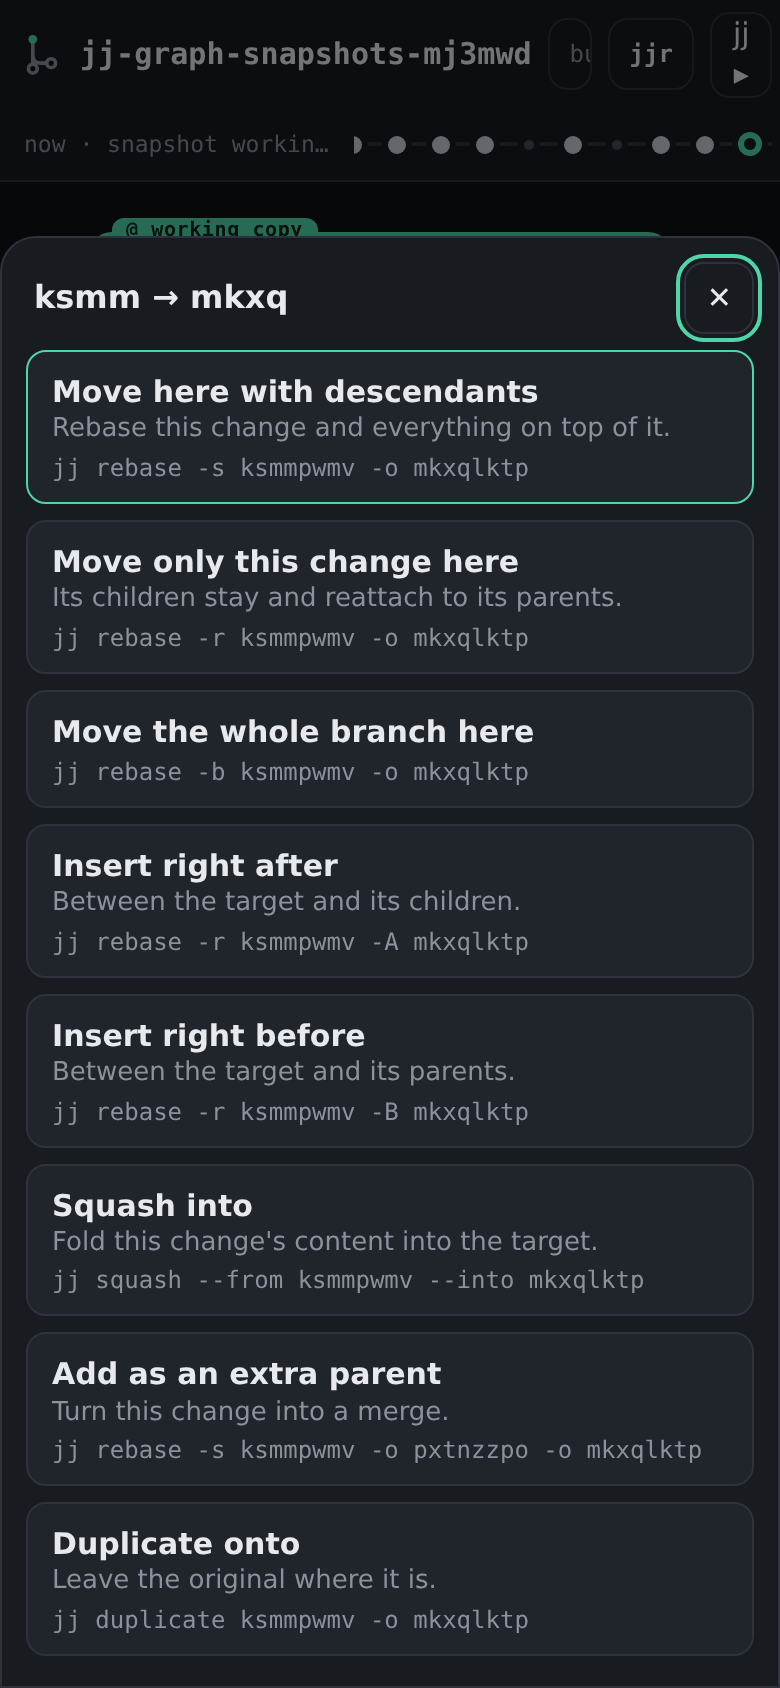 jj-graph-snapshots-mj3mwd
jjr
jj
▶
now · snapshot workin…
@ working copy
ksmm → mkxq
✕
Move here with descendants
Rebase this change and everything on top of it.
jj rebase -s ksmmpwmv -o mkxqlktp
Move only this change here
Its children stay and reattach to its parents.
jj rebase -r ksmmpwmv -o mkxqlktp
Move the whole branch here
jj rebase -b ksmmpwmv -o mkxqlktp
Insert right after
Between the target and its children.
jj rebase -r ksmmpwmv -A mkxqlktp
Insert right before
Between the target and its parents.
jj rebase -r ksmmpwmv -B mkxqlktp
Squash into
Fold this change's content into the target.
jj squash --from ksmmpwmv --into mkxqlktp
Add as an extra parent
Turn this change into a merge.
jj rebase -s ksmmpwmv -o pxtnzzpo -o mkxqlktp
Duplicate onto
Leave the original where it is.
jj duplicate ksmmpwmv -o mkxqlktp